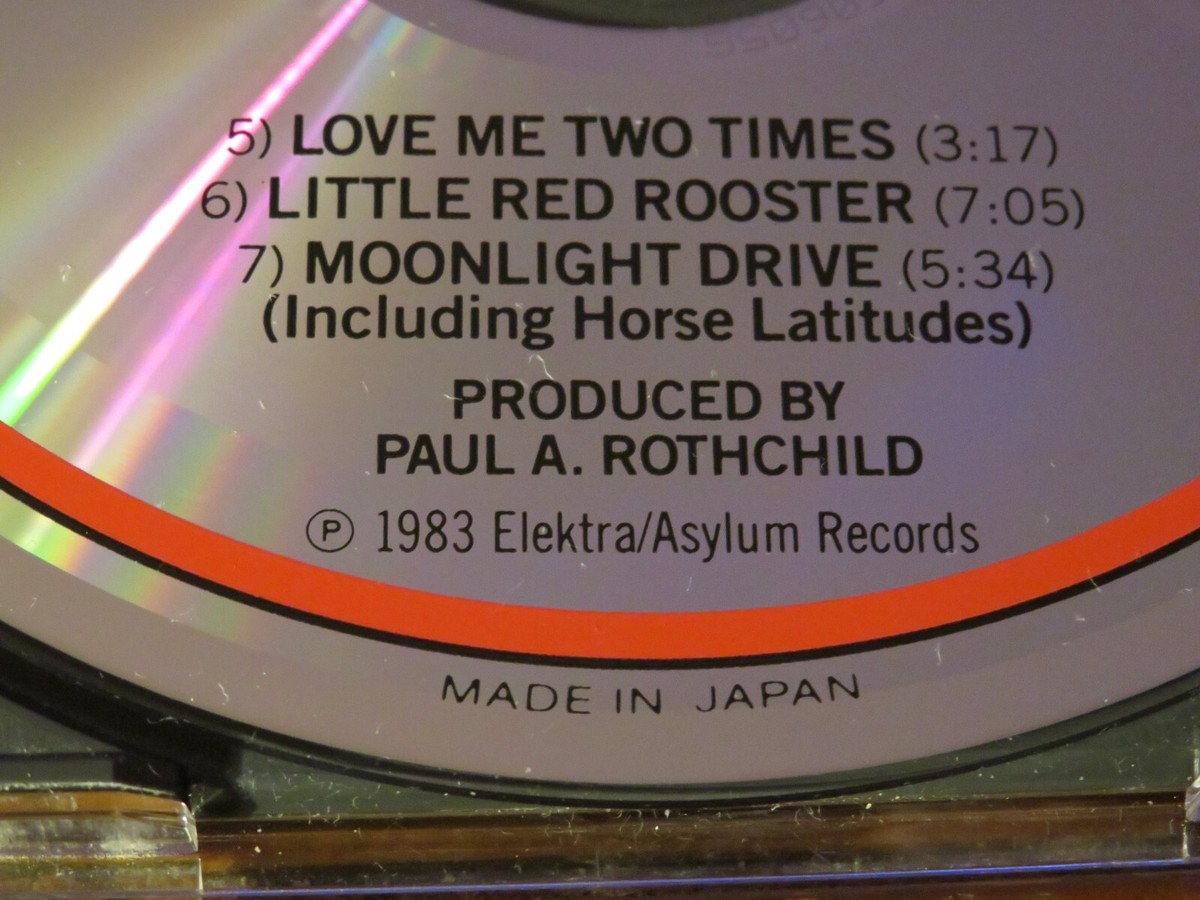 5) LOVE ME TWO TIMES (3:17)
6) LITTLE RED ROOSTER (7:05)
7) MOONLIGHT DRIVE (5:34)
(Including Horse Latitudes)
PRODUCED BY
PAUL A. ROTHCHILD
Ⓟ 1983 Elektra/Asylum Records
MADE IN JAPAN